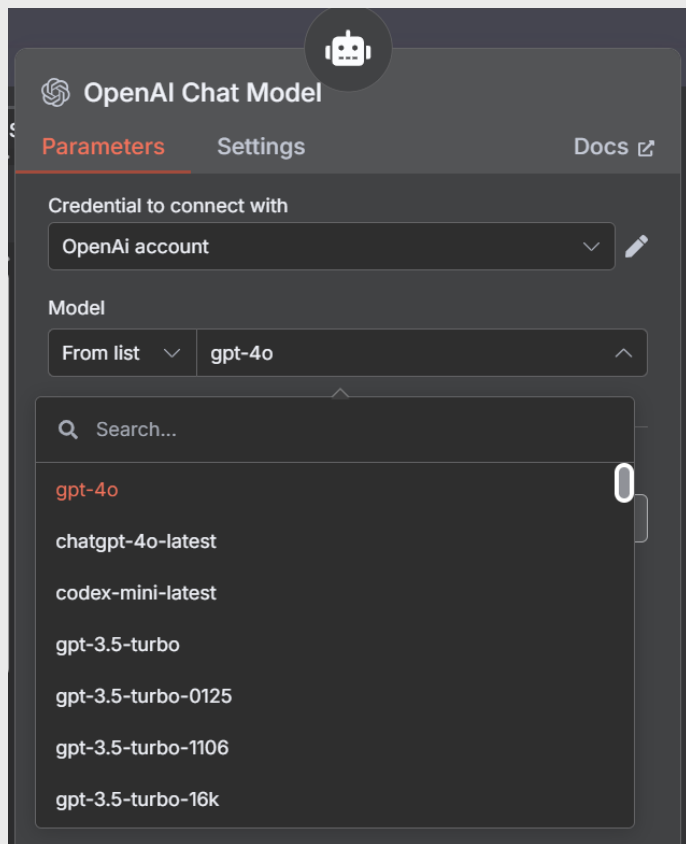 OpenAI Chat Model
Parameters Settings Docs
Credential to connect with
OpenAi account
Model
From list gpt-4o
Search...
gpt-4o
chatgpt-4o-latest
codex-mini-latest
gpt-3.5-turbo
gpt-3.5-turbo-0125
gpt-3.5-turbo-1106
gpt-3.5-turbo-16k